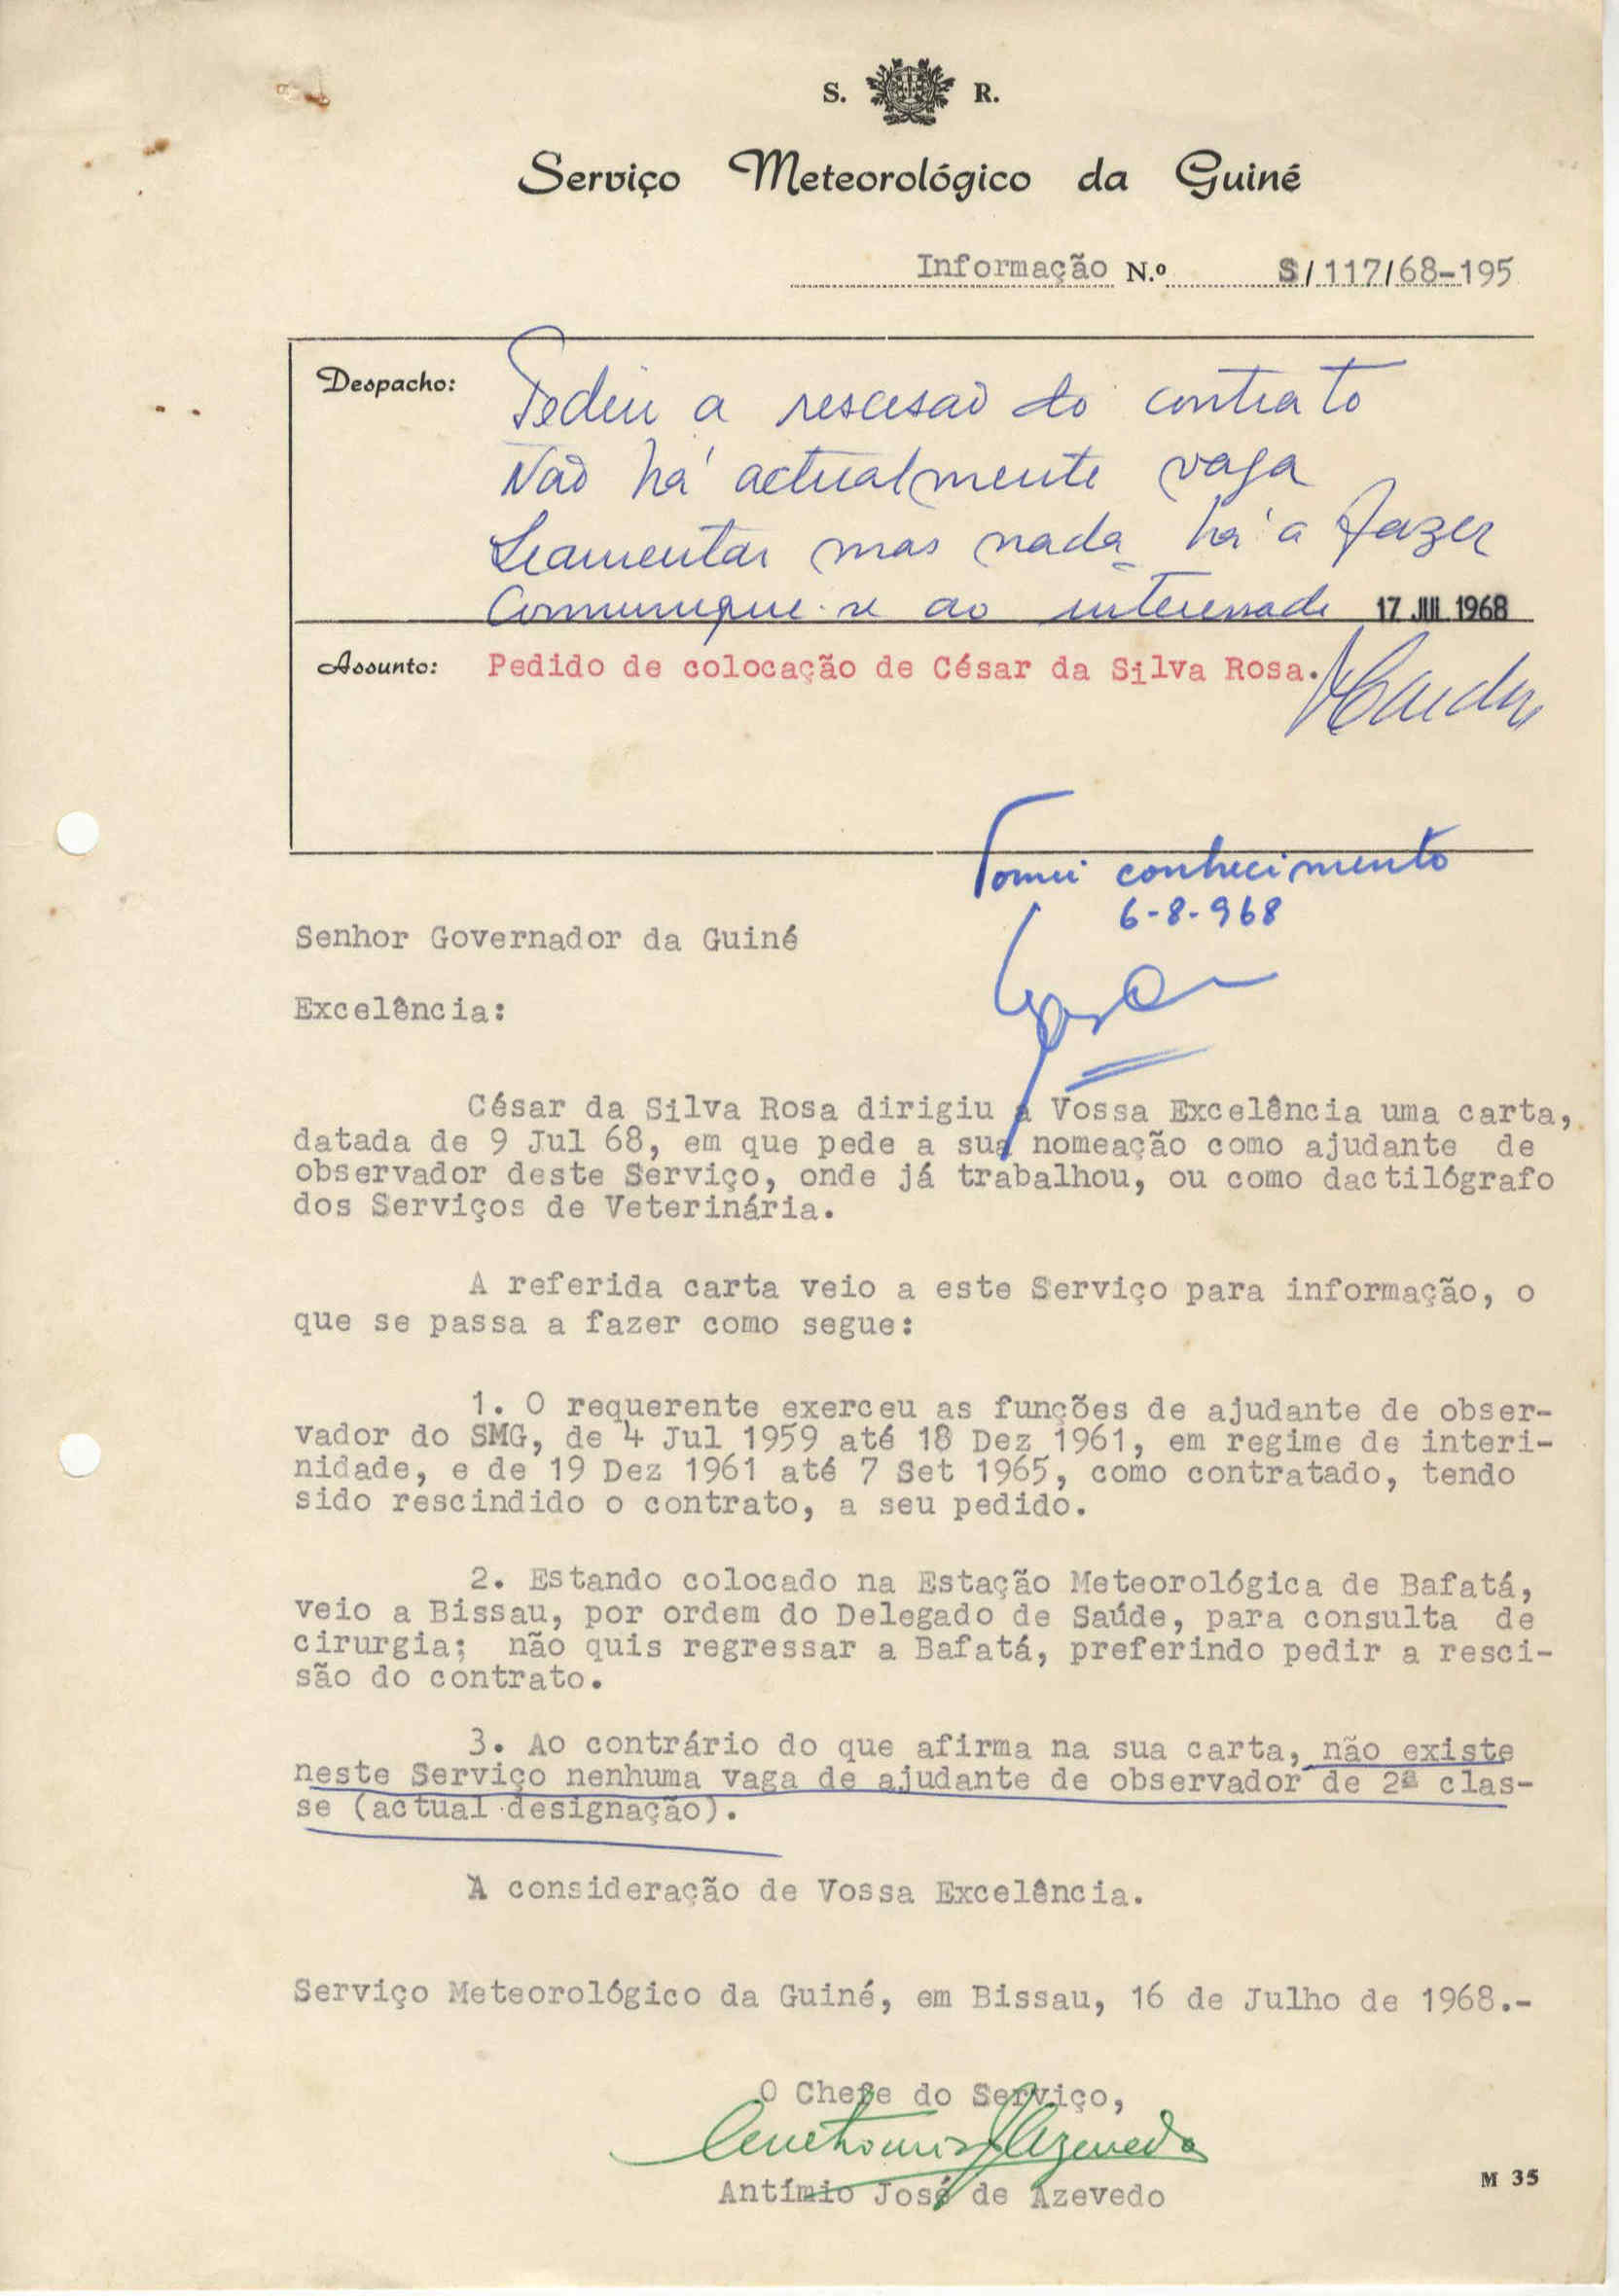 S. R.
Serviço Meteorológico da Guiné
Informação N.º S/117/68-195
Despacho:
Pediu a rescisão do contrato
Não há actualmente vaga
Lamentar mas nada há a fazer
Comunique-se ao interessado 17 JUL 1968
Assunto: Pedido de colocação de César da Silva Rosa.
Tomei conhecimento
6-8-968
Senhor Governador da Guiné
Excelência:
César da Silva Rosa dirigiu a Vossa Excelência uma carta,
datada de 9 Jul 68, em que pede a sua nomeação como ajudante de
observador deste Serviço, onde já trabalhou, ou como dactilógrafo
dos Serviços de Veterinária.
A referida carta veio a este Serviço para informação, o
que se passa a fazer como segue:
1. O requerente exerceu as funções de ajudante de obser-
vador do SMG, de 4 Jul 1959 até 18 Dez 1961, em regime de interi-
nidade, e de 19 Dez 1961 até 7 Set 1965, como contratado, tendo
sido rescindido o contrato, a seu pedido.
2. Estando colocado na Estação Meteorológica de Bafatá,
veio a Bissau, por ordem do Delegado de Saúde, para consulta de
cirurgia; não quis regressar a Bafatá, preferindo pedir a resci-
são do contrato.
3. Ao contrário do que afirma na sua carta, não existe
neste Serviço nenhuma vaga de ajudante de observador de 2ª clas-
se (actual designação).
À consideração de Vossa Excelência.
Serviço Meteorológico da Guiné, em Bissau, 16 de Julho de 1968.-
O Chefe do Serviço,
Antímio José de Azevedo
M 35